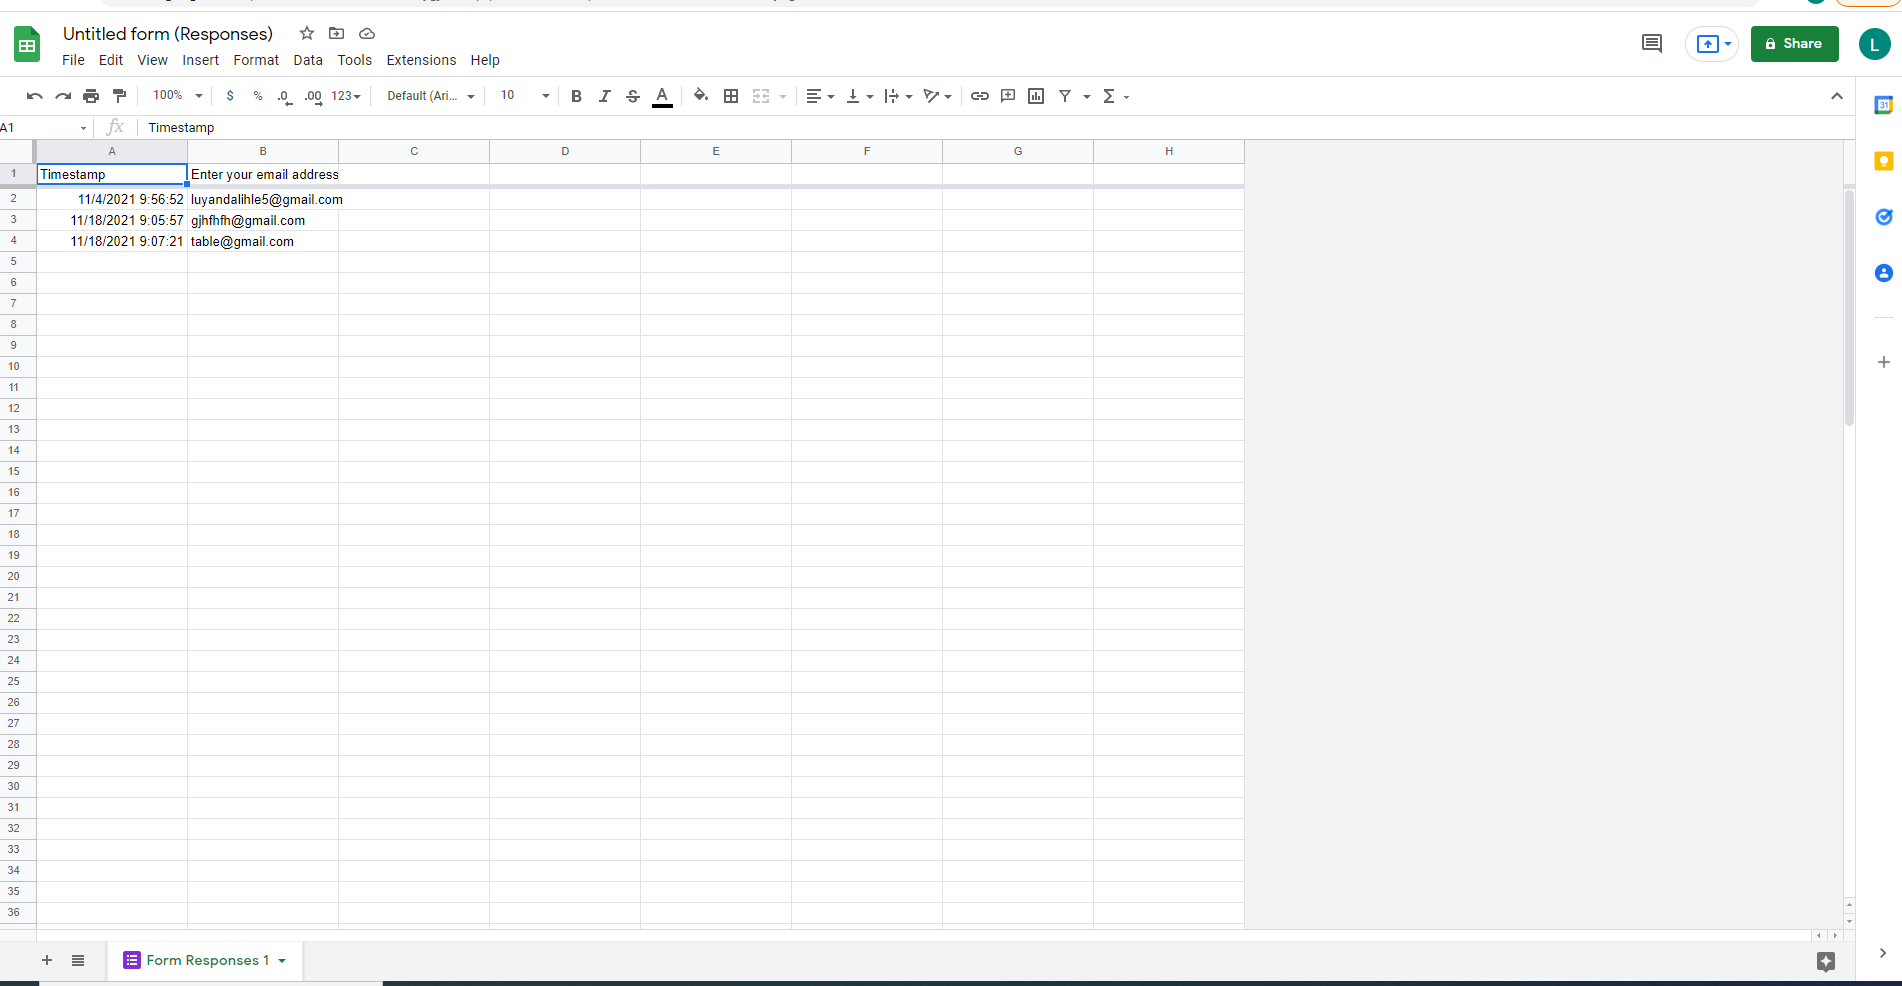 Untitled form (Responses)
File Edit View Insert Format Data Tools Extensions Help
Share
L
100% $ % .0 .00 123 Default (Ari... 10 B I S A
31
A1 fx Timestamp
A B C D E F G H
1 Timestamp Enter your email address
2 11/4/2021 9:56:52 luyandalihle5@gmail.com
3 11/18/2021 9:05:57 gjhfhfh@gmail.com
4 11/18/2021 9:07:21 table@gmail.com
5
6
7
8
9
10
11
12
13
14
15
16
17
18
19
20
21
22
23
24
25
26
27
28
29
30
31
32
33
34
35
36
Form Responses 1